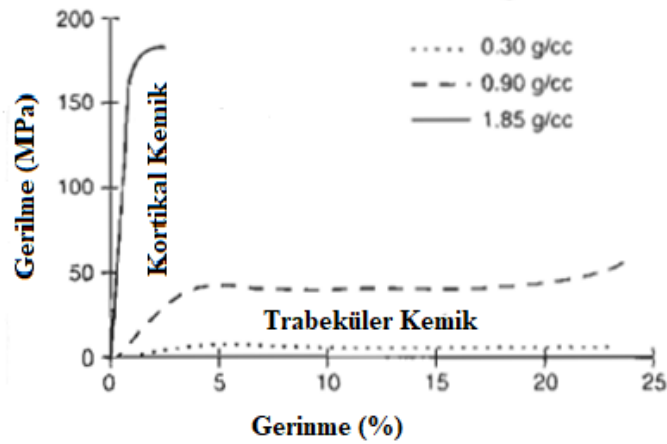 200
150
100
50
0
Gerilme (MPa)
Kortikal Kemik
0.30 g/cc
0.90 g/cc
1.85 g/cc
Trabeküler Kemik
0 5 10 15 20 25
Gerinme (%)